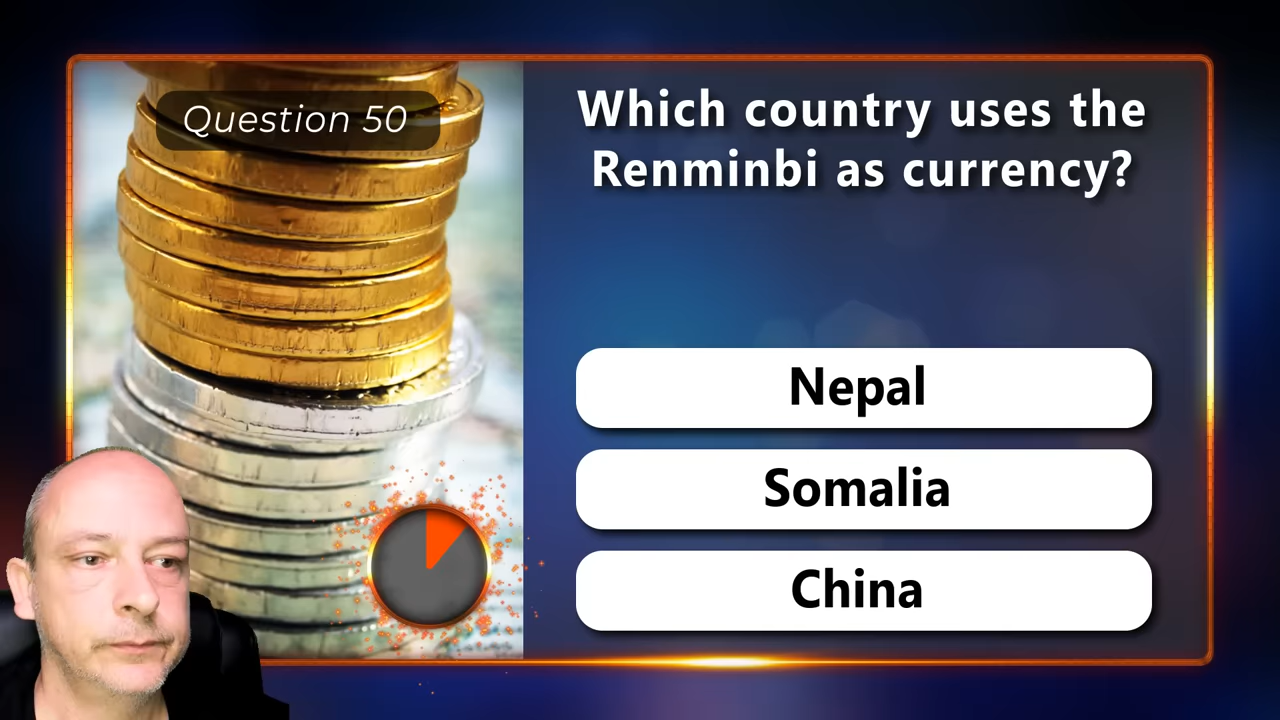 Question 50
Which country uses the
Renminbi as currency?
Nepal
Somalia
China